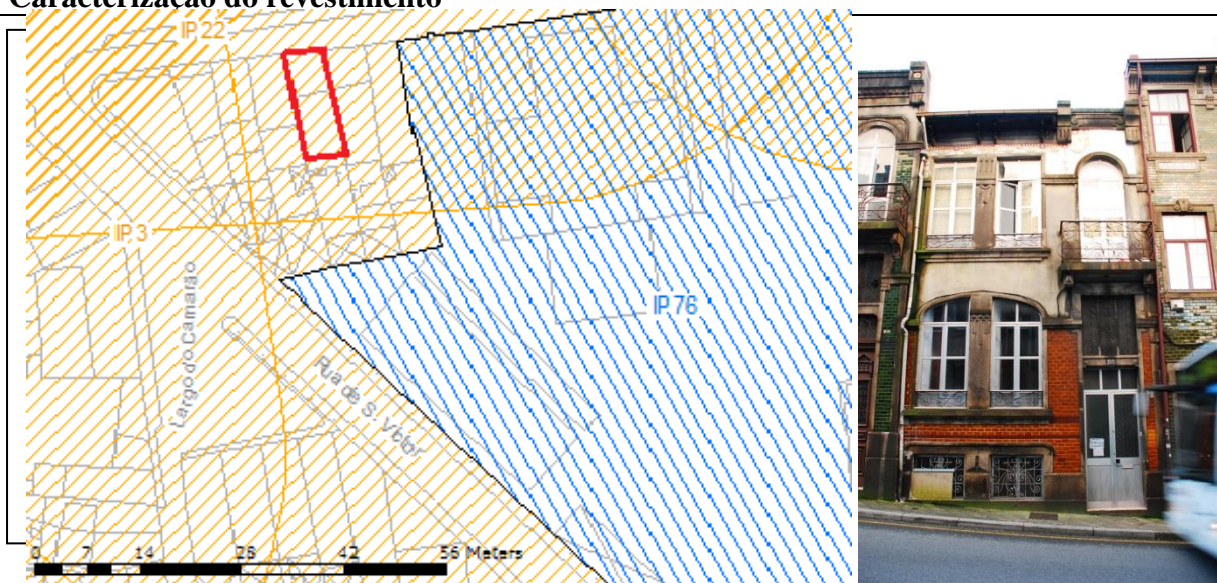 Caracterização do revestimento
IP.22
IP.3
Largo do Camarão
IP.76
Rua de S. Vitor
0 7 14 28 42 56 Meters